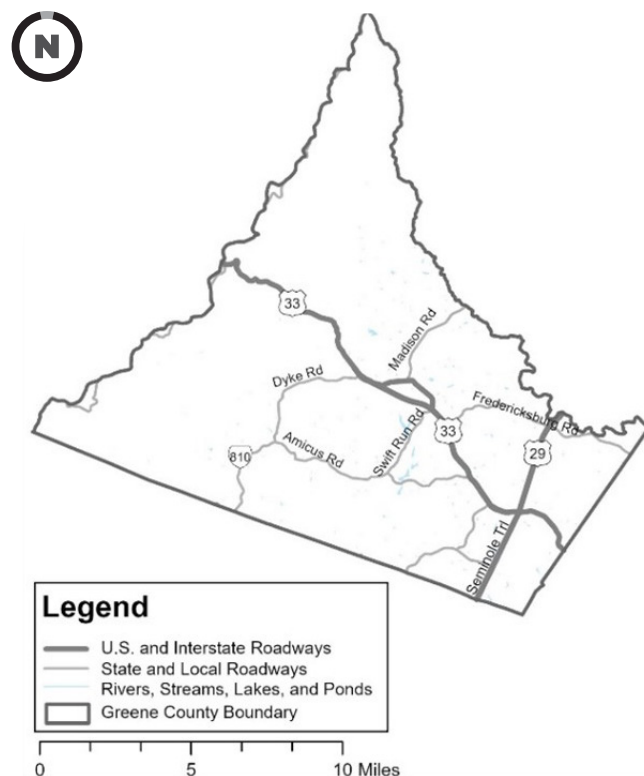 N
33
Madison Rd
Dyke Rd
Fredericksburg Rd
Swift Run Rd
33
Amicus Rd
29
810
Seminole Trl
Legend
U.S. and Interstate Roadways
State and Local Roadways
Rivers, Streams, Lakes, and Ponds
Greene County Boundary
0 5 10 Miles